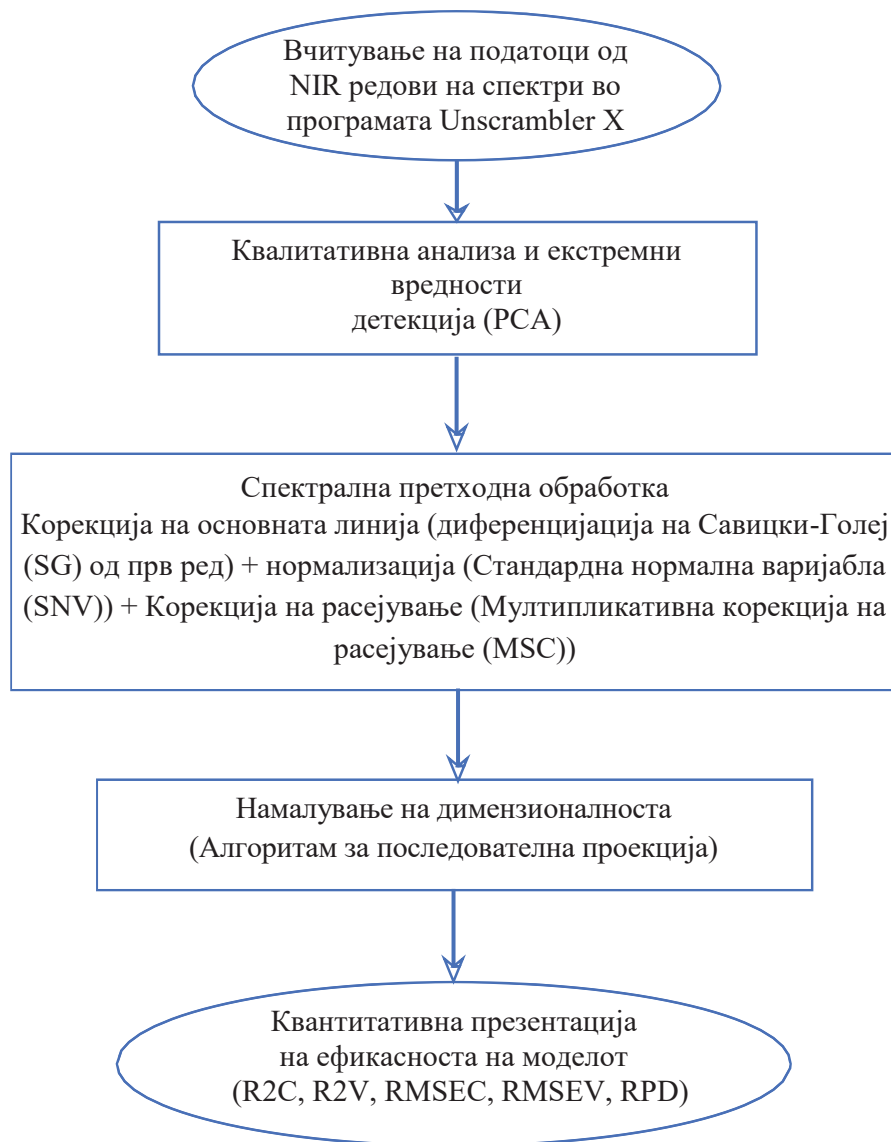 Вчитување на податоци од
NIR редови на спектри во
програмата Unscrambler X
Квалитативна анализа и екстремни
вредности
детекција (PCA)
Спектрална претходна обработка
Корекција на основната линија (диференцијација на Савицки-Голеј
(SG) од прв ред) + нормализација (Стандардна нормална варијабла
(SNV)) + Корекција на расејување (Мултипликативна корекција на
расејување (MSC))
Намалување на димензионалноста
(Алгоритам за последователна проекција)
Квантитативна презентација
на ефикасноста на моделот
(R2C, R2V, RMSEC, RMSEV, RPD)